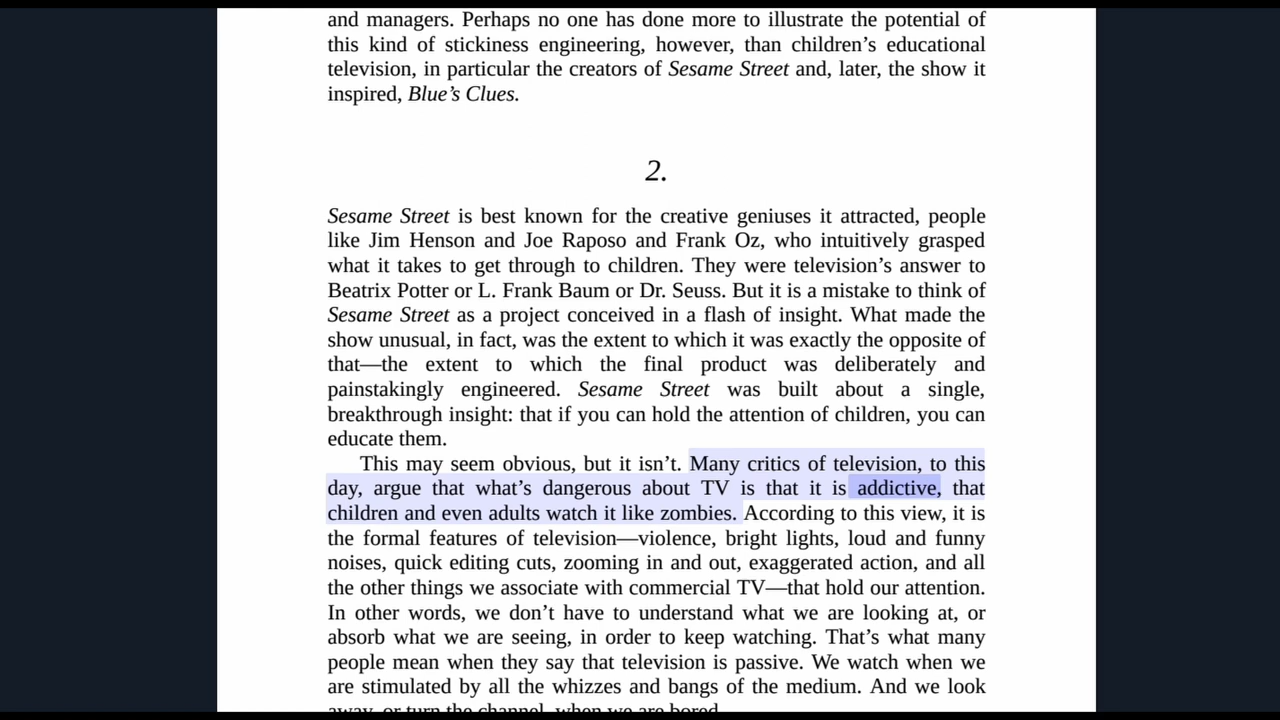 and managers. Perhaps no one has done more to illustrate the potential of
this kind of stickiness engineering, however, than children’s educational
television, in particular the creators of Sesame Street and, later, the show it
inspired, Blue’s Clues.
2.
Sesame Street is best known for the creative geniuses it attracted, people
like Jim Henson and Joe Raposo and Frank Oz, who intuitively grasped
what it takes to get through to children. They were television’s answer to
Beatrix Potter or L. Frank Baum or Dr. Seuss. But it is a mistake to think of
Sesame Street as a project conceived in a flash of insight. What made the
show unusual, in fact, was the extent to which it was exactly the opposite of
that—the extent to which the final product was deliberately and
painstakingly engineered. Sesame Street was built about a single,
breakthrough insight: that if you can hold the attention of children, you can
educate them.
This may seem obvious, but it isn’t. Many critics of television, to this
day, argue that what’s dangerous about TV is that it is addictive, that
children and even adults watch it like zombies. According to this view, it is
the formal features of television—violence, bright lights, loud and funny
noises, quick editing cuts, zooming in and out, exaggerated action, and all
the other things we associate with commercial TV—that hold our attention.
In other words, we don’t have to understand what we are looking at, or
absorb what we are seeing, in order to keep watching. That’s what many
people mean when they say that television is passive. We watch when we
are stimulated by all the whizzes and bangs of the medium. And we look
away, or turn the channel, when we are bored.